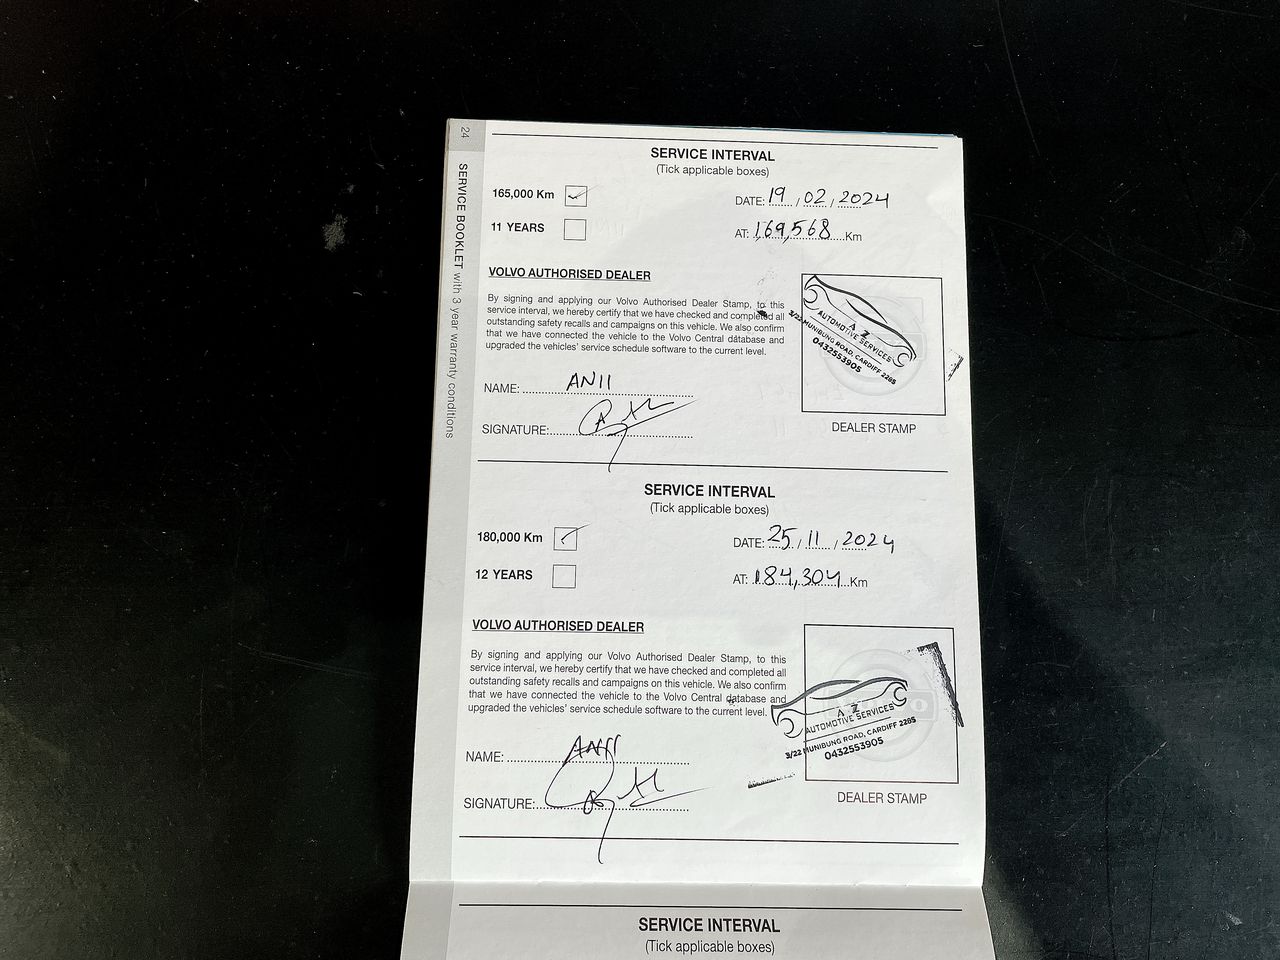 24
SERVICE BOOKLET with 3 year warranty conditions
SERVICE INTERVAL
(Tick applicable boxes)
165,000 Km
DATE: 19 / 02 / 2024
11 YEARS
AT: 169,568 Km
VOLVO AUTHORISED DEALER
By signing and applying our Volvo Authorised Dealer Stamp, to this
service interval, we hereby certify that we have checked and completed all
outstanding safety recalls and campaigns on this vehicle. We also confirm
that we have connected the vehicle to the Volvo Central database and
upgraded the vehicles' service schedule software to the current level.
A Z
AUTOMOTIVE SERVICES
3/22 MUNIBUNG ROAD, CARDIFF 2285
0432553905
NAME: ANII
SIGNATURE:
DEALER STAMP
SERVICE INTERVAL
(Tick applicable boxes)
180,000 Km
DATE: 25 / 11 / 2024
12 YEARS
AT: 184,304 Km
VOLVO AUTHORISED DEALER
By signing and applying our Volvo Authorised Dealer Stamp, to this
service interval, we hereby certify that we have checked and completed all
outstanding safety recalls and campaigns on this vehicle. We also confirm
that we have connected the vehicle to the Volvo Central database and
upgraded the vehicles' service schedule software to the current level.
A Z
AUTOMOTIVE SERVICES
3/22 MUNIBUNG ROAD, CARDIFF 2285
0432553905
NAME: ANII
SIGNATURE:
DEALER STAMP
SERVICE INTERVAL
(Tick applicable boxes)